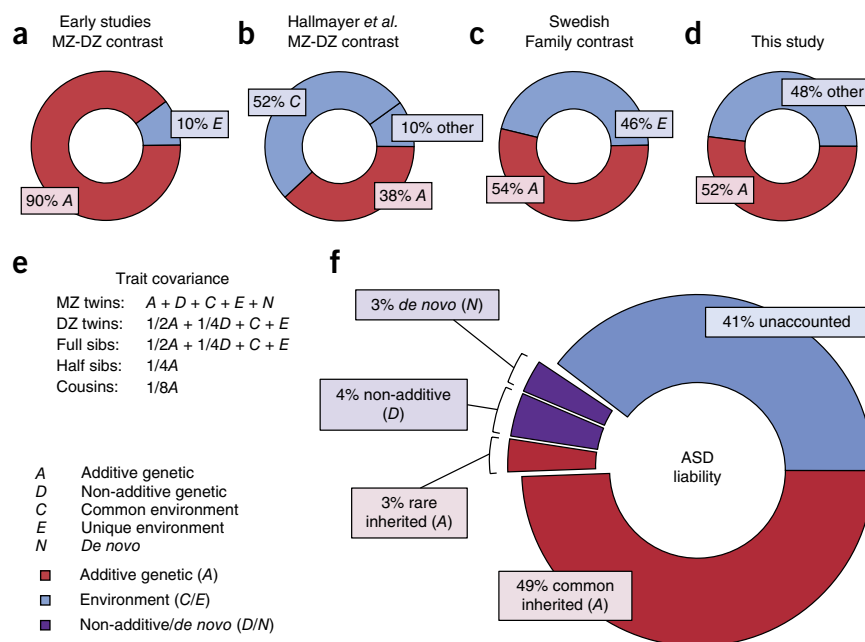 a
Early studies
MZ-DZ contrast
10% E
90% A
b
Hallmayer et al.
MZ-DZ contrast
52% C
10% other
38% A
c
Swedish
Family contrast
46% E
54% A
d
This study
48% other
52% A
e
Trait covariance
MZ twins: A + D + C + E + N
DZ twins: 1/2A + 1/4D + C + E
Full sibs: 1/2A + 1/4D + C + E
Half sibs: 1/4A
Cousins: 1/8A
A Additive genetic
D Non-additive genetic
C Common environment
E Unique environment
N De novo
Additive genetic (A)
Environment (C/E)
Non-additive/de novo (D/N)
f
3% de novo (N)
4% non-additive
(D)
3% rare
inherited (A)
41% unaccounted
ASD
liability
49% common
inherited (A)